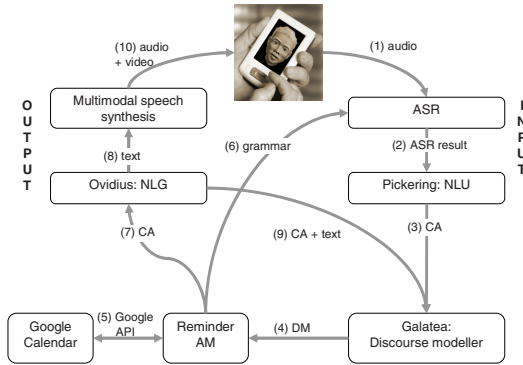 (10) audio
+ video
(1) audio
OUTPUT
Multimodal speech
synthesis
ASR
INPUT
(8) text
(6) grammar
(2) ASR result
Ovidius: NLG
Pickering: NLU
(7) CA
(9) CA + text
(3) CA
Google
Calendar
(5) Google
API
Reminder
AM
(4) DM
Galatea:
Discourse modeller